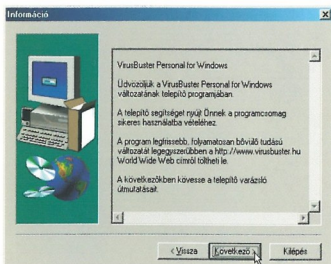 Információ
VirusBuster Personal for Windows
Üdvözöljük a VirusBuster Personal for Windows
változatának telepítő programjában.
A telepítő segítséget nyújt Önnek a programcsomag
sikeres használatba vételéhez.
A program legfrissebb, folyamatosan bővülő tudású
változatát legegyszerűbben a http://www.virusbuster.hu
World Wide Web címről töltheti le.
A következőkben kövesse a telepítő varázsló
útmutatásait.
< Vissza
Következő >
Kilépés